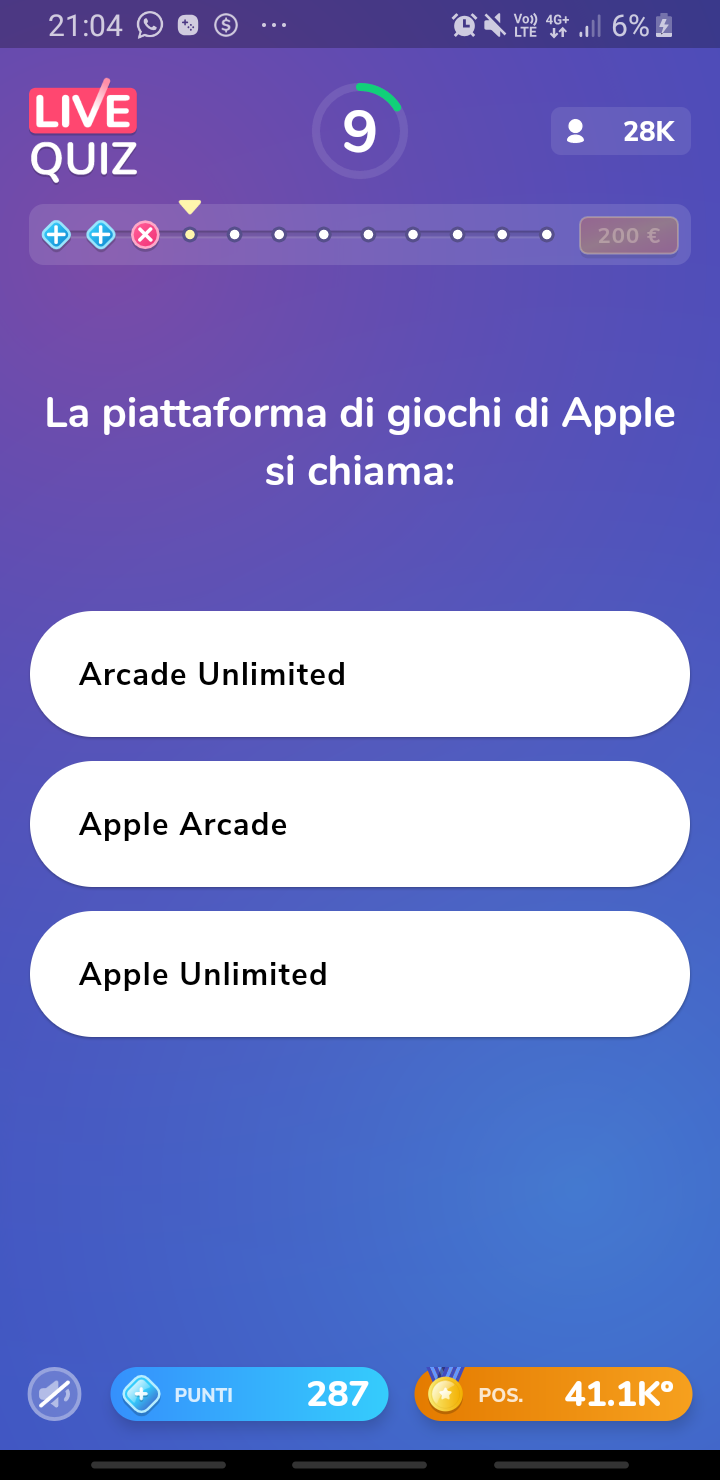 21:04 ... Vo)) LTE 4G+ 6%
LIVE
QUIZ
9
28K
200 €
La piattaforma di giochi di Apple
si chiama:
Arcade Unlimited
Apple Arcade
Apple Unlimited
PUNTI 287
POS. 41.1K°